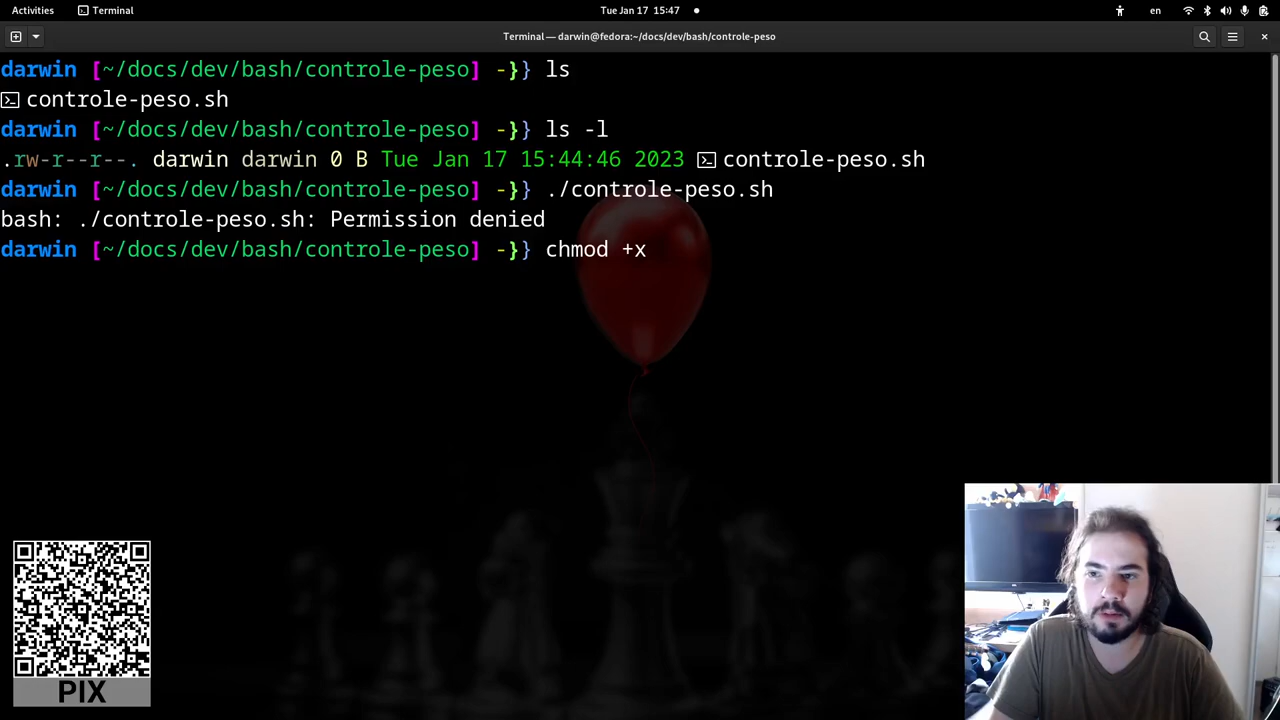 Activities
Terminal
Tue Jan 17 15:47
en
Terminal — darwin@fedora:~/docs/dev/bash/controle-peso
darwin [~/docs/dev/bash/controle-peso] -}} ls
controle-peso.sh
darwin [~/docs/dev/bash/controle-peso] -}} ls -l
.rw-r--r--. darwin darwin 0 B Tue Jan 17 15:44:46 2023 controle-peso.sh
darwin [~/docs/dev/bash/controle-peso] -}} ./controle-peso.sh
bash: ./controle-peso.sh: Permission denied
darwin [~/docs/dev/bash/controle-peso] -}} chmod +x
PIX